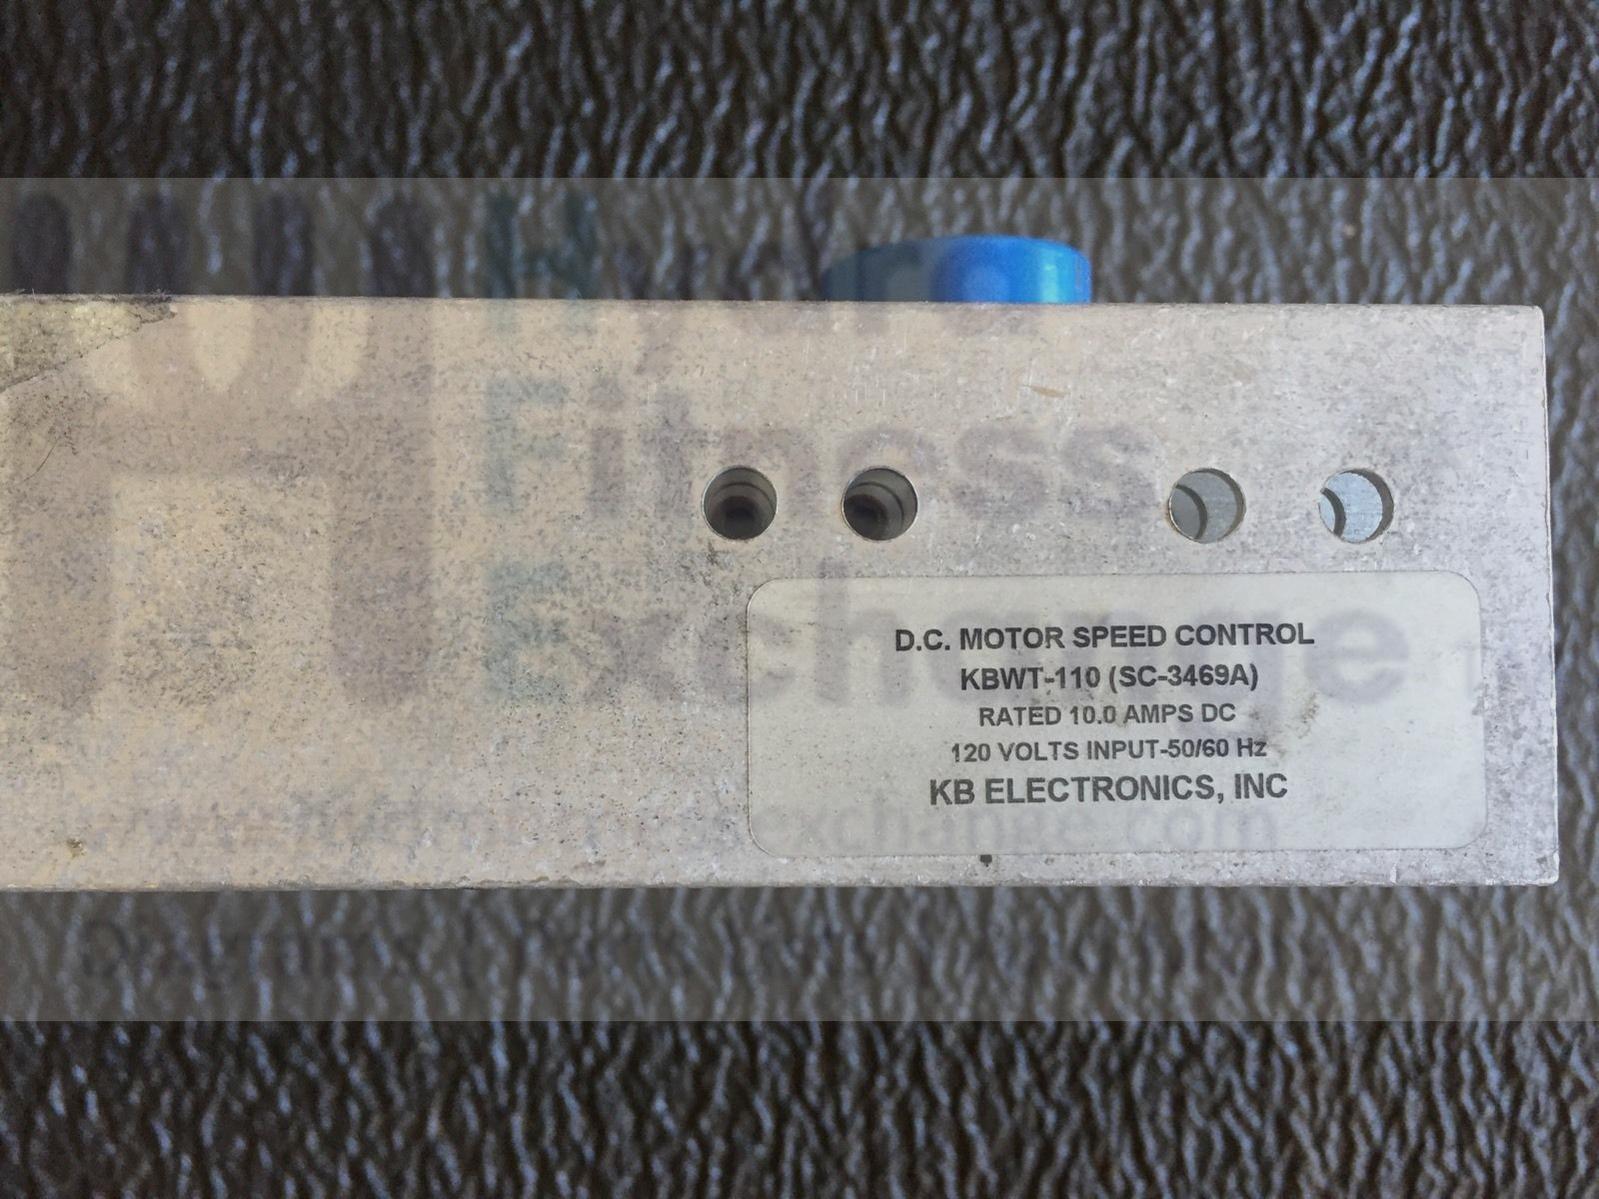 Hydra
Fitness
Exchange
D.C. MOTOR SPEED CONTROL
KBWT-110 (SC-3469A)
RATED 10.0 AMPS DC
120 VOLTS INPUT-50/60 Hz
KB ELECTRONICS, INC